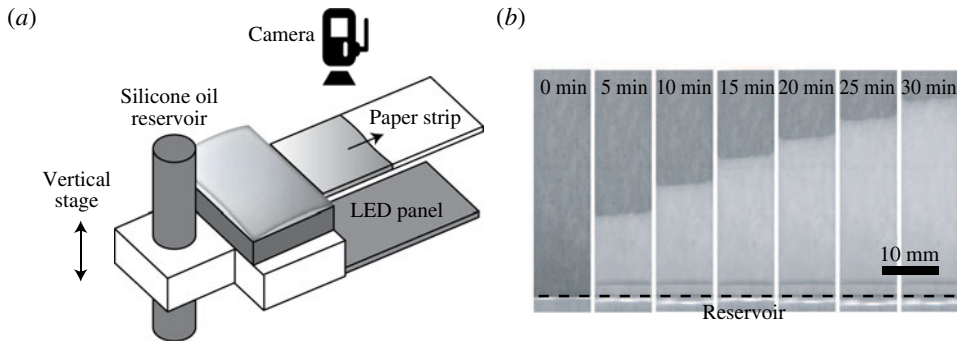 (a)
Camera
Silicone oil
reservoir
Paper strip
Vertical
stage
LED panel
(b)
0 min 5 min 10 min 15 min 20 min 25 min 30 min
10 mm
Reservoir